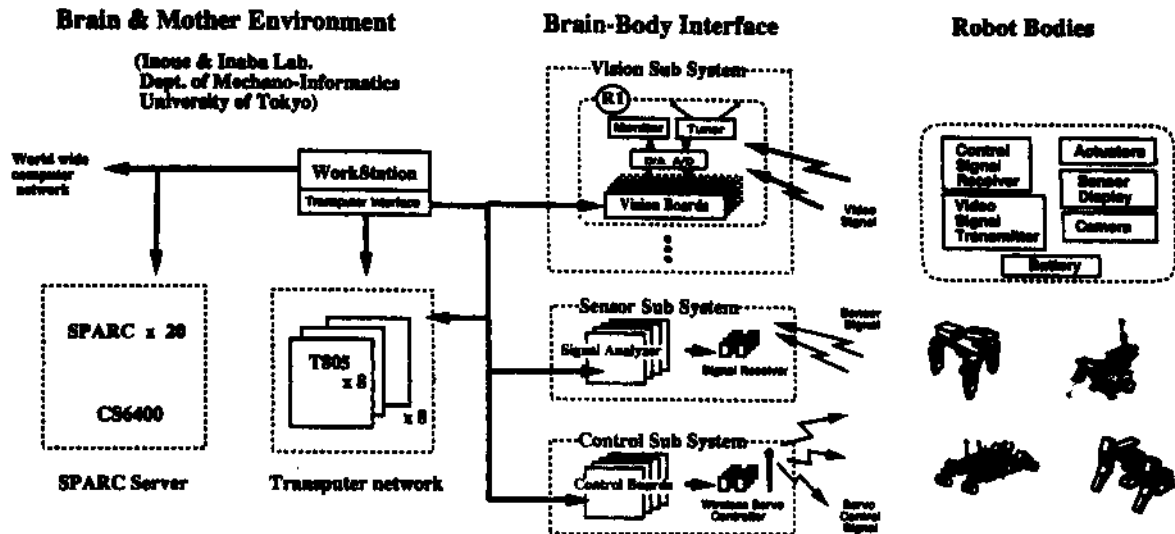 Brain & Mother Environment
(Inoue & Inaba Lab.
Dept. of Mechano-Informatics
University of Tokyo)
World wide
computer
network
WorkStation
Transputer Interface
SPARC x 20
CS6400
SPARC Server
T805
x 8
x 8
Transputer network
Brain-Body Interface
Vision Sub System
R1
Monitor
Tuner
D/A A/D
Vision Boards
Video
Signal
Sensor Sub System
Signal Analyzer
Signal Receiver
Sensor
Signal
Control Sub System
Control Boards
Wireless Servo
Controller
Servo
Control
Signal
Robot Bodies
Control
Signal
Receiver
Video
Signal
Transmitter
Actuators
Sensor
Display
Camera
Battery